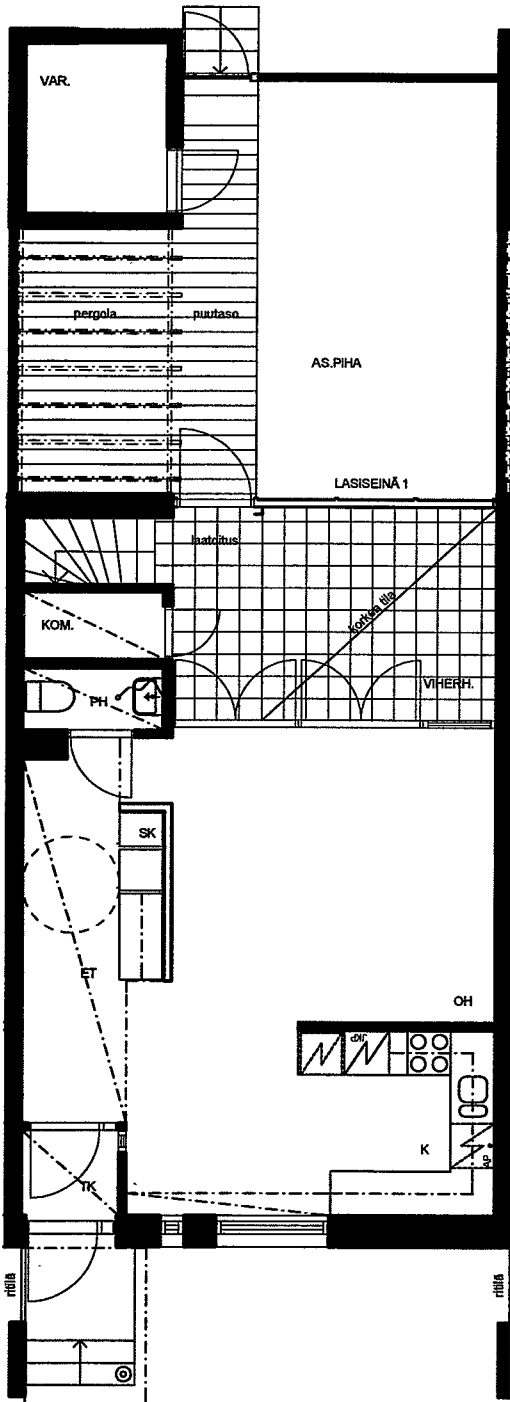 VAR.
pergola
puutaso
AS.PIHA
LASISEINÄ 1
laatoitus
korkea tila
KOM.
VIHERH.
PH
SK
ET
OH
JKP
K
AP
TK
ritilä
ritilä